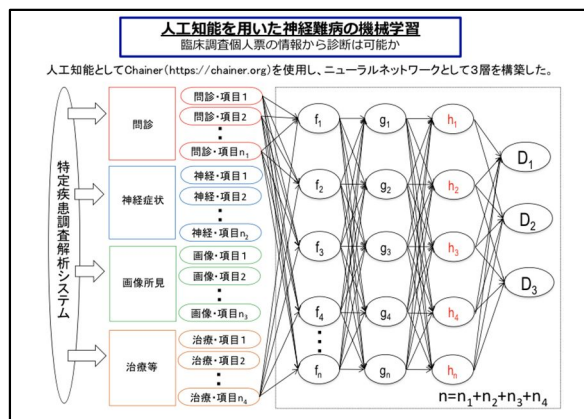 人工知能を用いた神経難病の機械学習
臨床調査個人票の情報から診断は可能か
人工知能としてChainer(https://chainer.org)を使用し、ニューラルネットワークとして3層を構築した。
特定疾患調査解析システム
問診
問診・項目1
問診・項目2
問診・項目n₁
神経症状
神経・項目1
神経・項目2
神経・項目n₂
画像所見
画像・項目1
画像・項目2
画像・項目n₃
治療等
治療・項目1
治療・項目2
治療・項目n₄
f₁ g₁ h₁
f₂ g₂ h₂
f₃ g₃ h₃
f₄ g₄ h₄
fₙ gₙ hₙ
D₁
D₂
D₃
n=n₁+n₂+n₃+n₄